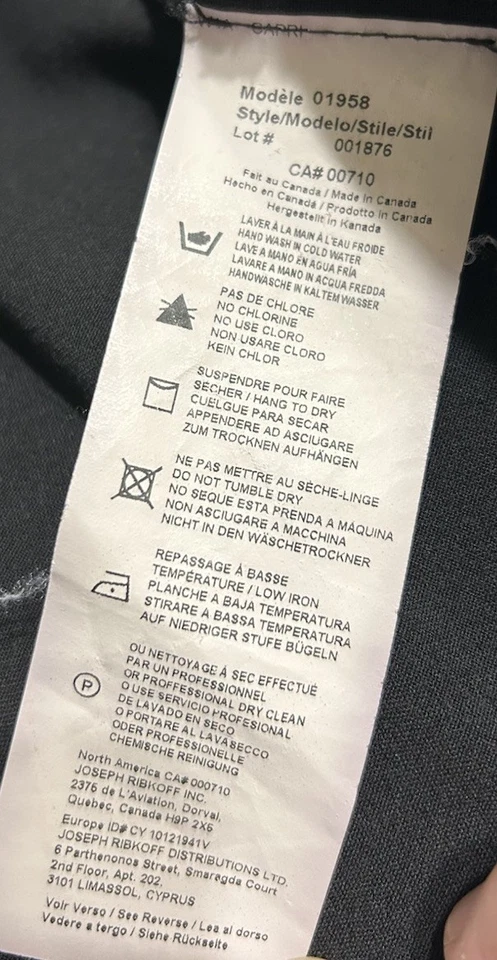 CAPRI
Modèle 01958
Style/Modelo/Stile/Stil
Lot # 001876
CA# 00710
Fait au Canada / Made in Canada
Hecho en Canadá / Prodotto in Canada
Hergestellt in Kanada
LAVER À LA MAIN À L'EAU FROIDE
HAND WASH IN COLD WATER
LAVE A MANO EN AGUA FRÍA
LAVARE A MANO IN ACQUA FREDDA
HANDWASCHE IN KALTEM WASSER
PAS DE CHLORE
NO CHLORINE
NO USE CLORO
NON USARE CLORO
KEIN CHLOR
SUSPENDRE POUR FAIRE
SÉCHER / HANG TO DRY
CUELGUE PARA SECAR
APPENDERE AD ASCIUGARE
ZUM TROCKNEN AUFHÄNGEN
NE PAS METTRE AU SÈCHE-LINGE
DO NOT TUMBLE DRY
NO SEQUE ESTA PRENDA A MÁQUINA
NON ASCIUGARE A MACCHINA
NICHT IN DEN WÄSCHETROCKNER
REPASSAGE À BASSE
TEMPÉRATURE / LOW IRON
PLANCHE A BAJA TEMPERATURA
STIRARE A BASSA TEMPERATURA
AUF NIEDRIGER STUFE BÜGELN
P
OU NETTOYAGE À SEC EFFECTUÉ
PAR UN PROFESSIONNEL
OR PROFFESSIONAL DRY CLEAN
O USE SERVICIO PROFESIONAL
DE LAVADO EN SECO
O PORTARE AL LAVASECCO
ODER PROFESSIONELLE
CHEMISCHE REINIGUNG
North America CA# 000710
JOSEPH RIBKOFF INC.
2375 de L'Aviation, Dorval,
Quebec, Canada H9P 2X6
Europe ID# CY 10121941V
JOSEPH RIBKOFF DISTRIBUTIONS LTD.
6 Parthenonos Street, Smaragda Court
2nd Floor, Apt. 202,
3101 LIMASSOL, CYPRUS
Voir Verso / See Reverse / Lea al dorso
Vedere a tergo / Siehe Rückseite